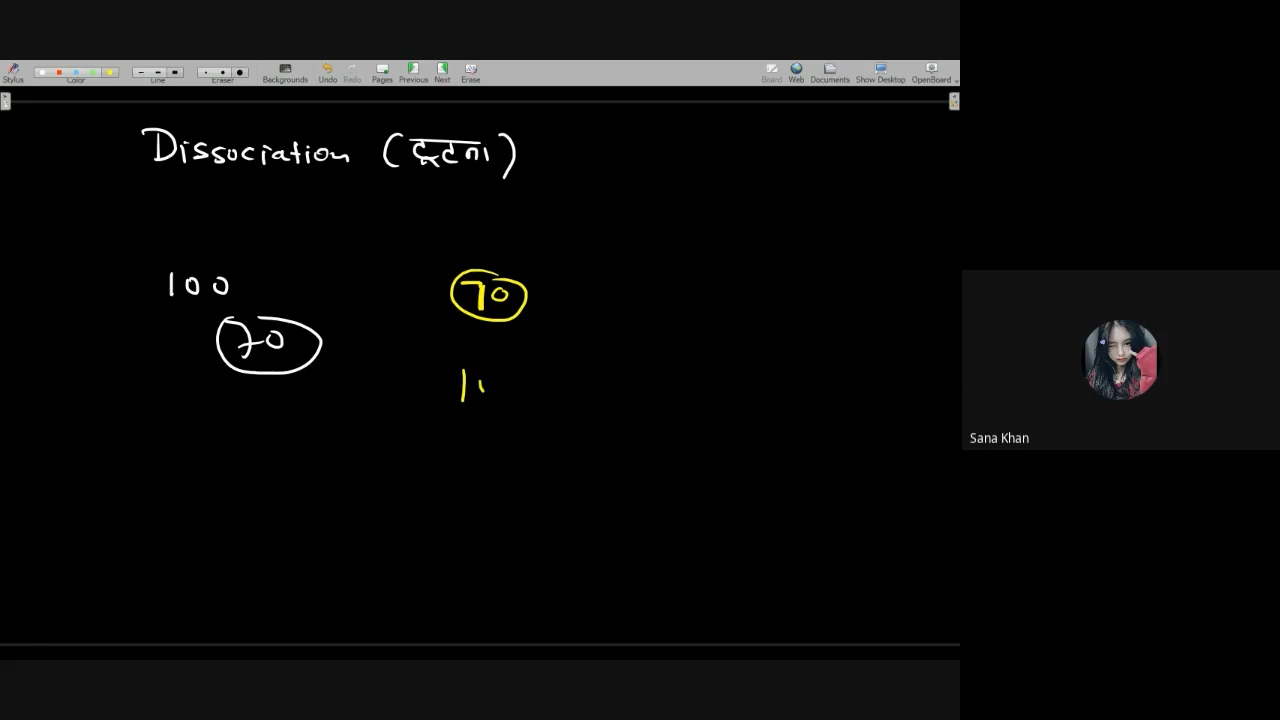 Stylus Color Line Eraser Backgrounds Undo Redo Pages Previous Next Erase Board Web Documents Show Desktop OpenBoard
Dissociation (टूटना)
100
70
70
Sana Khan